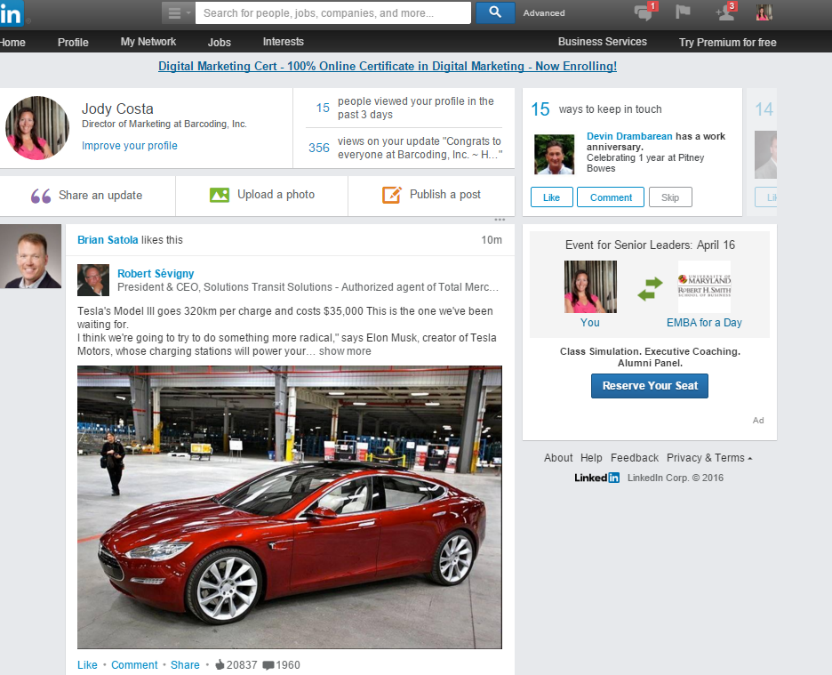 in
Search for people, jobs, companies, and more...
Advanced
1
3
Home Profile My Network Jobs Interests
Business Services Try Premium for free
Digital Marketing Cert - 100% Online Certificate in Digital Marketing - Now Enrolling!
Jody Costa
Director of Marketing at Barcoding, Inc.
Improve your profile
15 people viewed your profile in the
past 3 days
356 views on your update "Congrats to
everyone at Barcoding, Inc. ~ H..."
15 ways to keep in touch
14
Devin Drambarean has a work
anniversary.
Celebrating 1 year at Pitney
Bowes
Like Comment Skip
Share an update
Upload a photo
Publish a post
Brian Satola likes this
10m
Robert Sévigny
President & CEO, Solutions Transit Solutions - Authorized agent of Total Merc...
Tesla's Model III goes 320km per charge and costs $35,000 This is the one we've been
waiting for.
I think we're going to try to do something more radical," says Elon Musk, creator of Tesla
Motors, whose charging stations will power your... show more
Like • Comment • Share • 20837 1960
Event for Senior Leaders: April 16
UNIVERSITY OF
MARYLAND
ROBERT H. SMITH
SCHOOL OF BUSINESS
You
EMBA for a Day
Class Simulation. Executive Coaching.
Alumni Panel.
Reserve Your Seat
Ad
About Help Feedback Privacy & Terms
Linked in LinkedIn Corp. © 2016